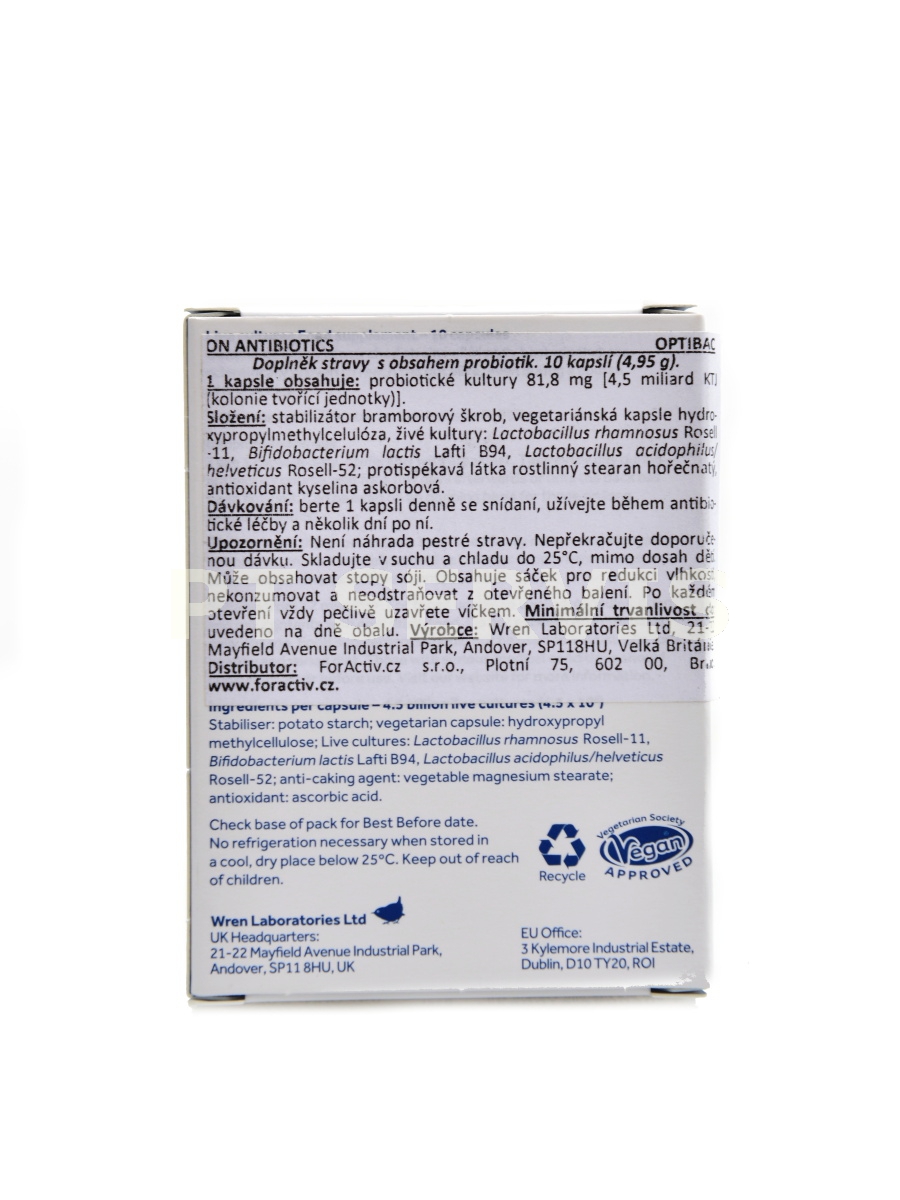 ON ANTIBIOTICS OPTIBAC
Doplněk stravy s obsahem probiotik. 10 kapslí (4,95 g).
1 kapsle obsahuje: probiotické kultury 81,8 mg [4,5 miliard KTJ
(kolonie tvořící jednotky)].
Složení: stabilizátor bramborový škrob, vegetariánská kapsle hydro-
xypropylmethylcelulóza, živé kultury: Lactobacillus rhamnosus Rosell
-11, Bifidobacterium lactis Lafti B94, Lactobacillus acidophilus/
helveticus Rosell-52; protispékavá látka rostlinný stearan hořečnatý,
antioxidant kyselina askorbová.
Dávkování: berte 1 kapsli denně se snídaní, užívejte během antibio-
tické léčby a několik dní po ní.
Upozornění: Není náhrada pestré stravy. Nepřekračujte doporuče-
nou dávku. Skladujte v suchu a chladu do 25°C, mimo dosah dětí.
Může obsahovat stopy sóji. Obsahuje sáček pro redukci vlhkosti
nekonzumovat a neodstraňovat z otevřeného balení. Po každém
otevření vždy pečlivě uzavřete víčkem. Minimální trvanlivost
uvedeno na dně obalu. Výrobce: Wren Laboratories Ltd, 21-
Mayfield Avenue Industrial Park, Andover, SP118HU, Velká Británie
Distributor: ForActiv.cz s.r.o., Plotní 75, 602 00,
www.foractiv.cz.
Ingredients per capsule – 4.5 billion live cultures
Stabiliser: potato starch; vegetarian capsule: hydroxypropyl
methylcellulose; Live cultures: Lactobacillus rhamnosus Rosell-11,
Bifidobacterium lactis Lafti B94, Lactobacillus acidophilus/helveticus
Rosell-52; anti-caking agent: vegetable magnesium stearate;
antioxidant: ascorbic acid.
Check base of pack for Best Before date.
No refrigeration necessary when stored in
a cool, dry place below 25°C. Keep out of reach
of children.
Recycle
Vegetarian Society
Vegan
APPROVED
Wren Laboratories Ltd
UK Headquarters:
21-22 Mayfield Avenue Industrial Park,
Andover, SP11 8HU, UK
EU Office:
3 Kylemore Industrial Estate,
Dublin, D10 TY20, ROI